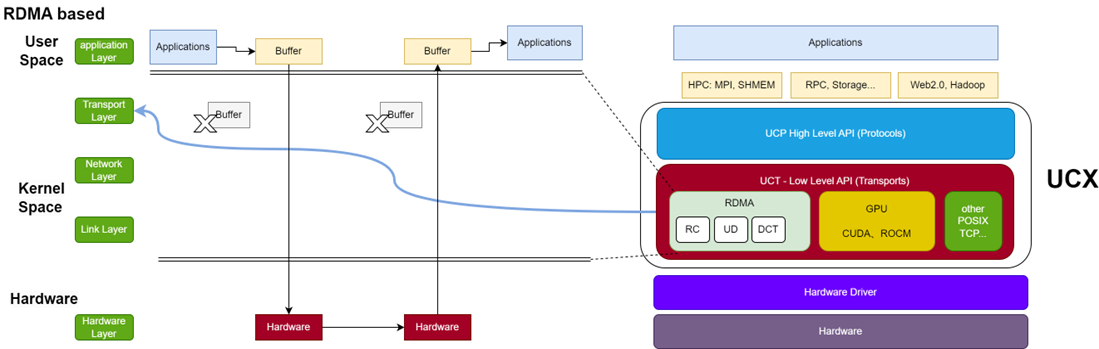 RDMA based
User
Space
application
Layer
Applications
Buffer
Buffer
Applications
Transport
Layer
Buffer
Buffer
Network
Layer
Kernel
Space
Link Layer
Hardware
Hardware
Layer
Hardware
Hardware
Applications
HPC: MPI, SHMEM
RPC, Storage...
Web2.0, Hadoop
UCP High Level API (Protocols)
UCT - Low Level API (Transports)
RDMA
RC
UD
DCT
GPU
CUDA、ROCM
other
POSIX
TCP...
UCX
Hardware Driver
Hardware